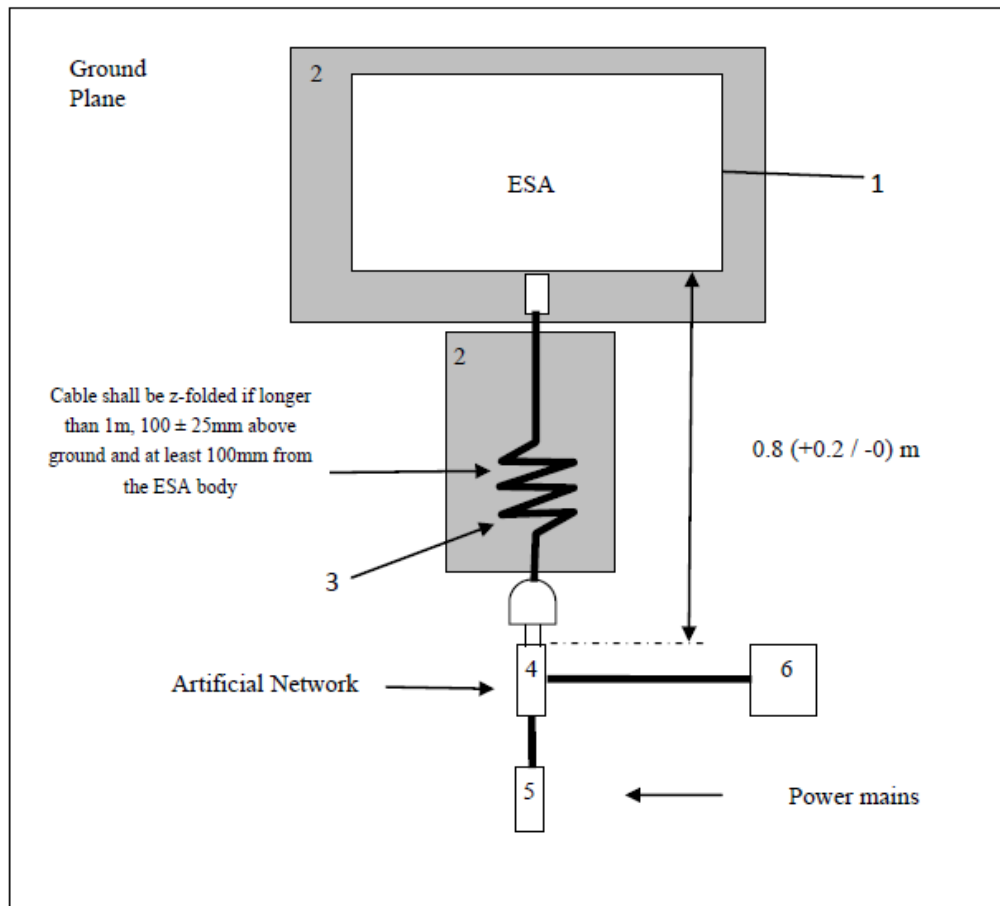 Ground
Plane
2
ESA
1
2
Cable shall be z-folded if longer
than 1m, 100 ± 25mm above
ground and at least 100mm from
the ESA body
0.8 (+0.2 / -0) m
3
4
6
Artificial Network
5
Power mains